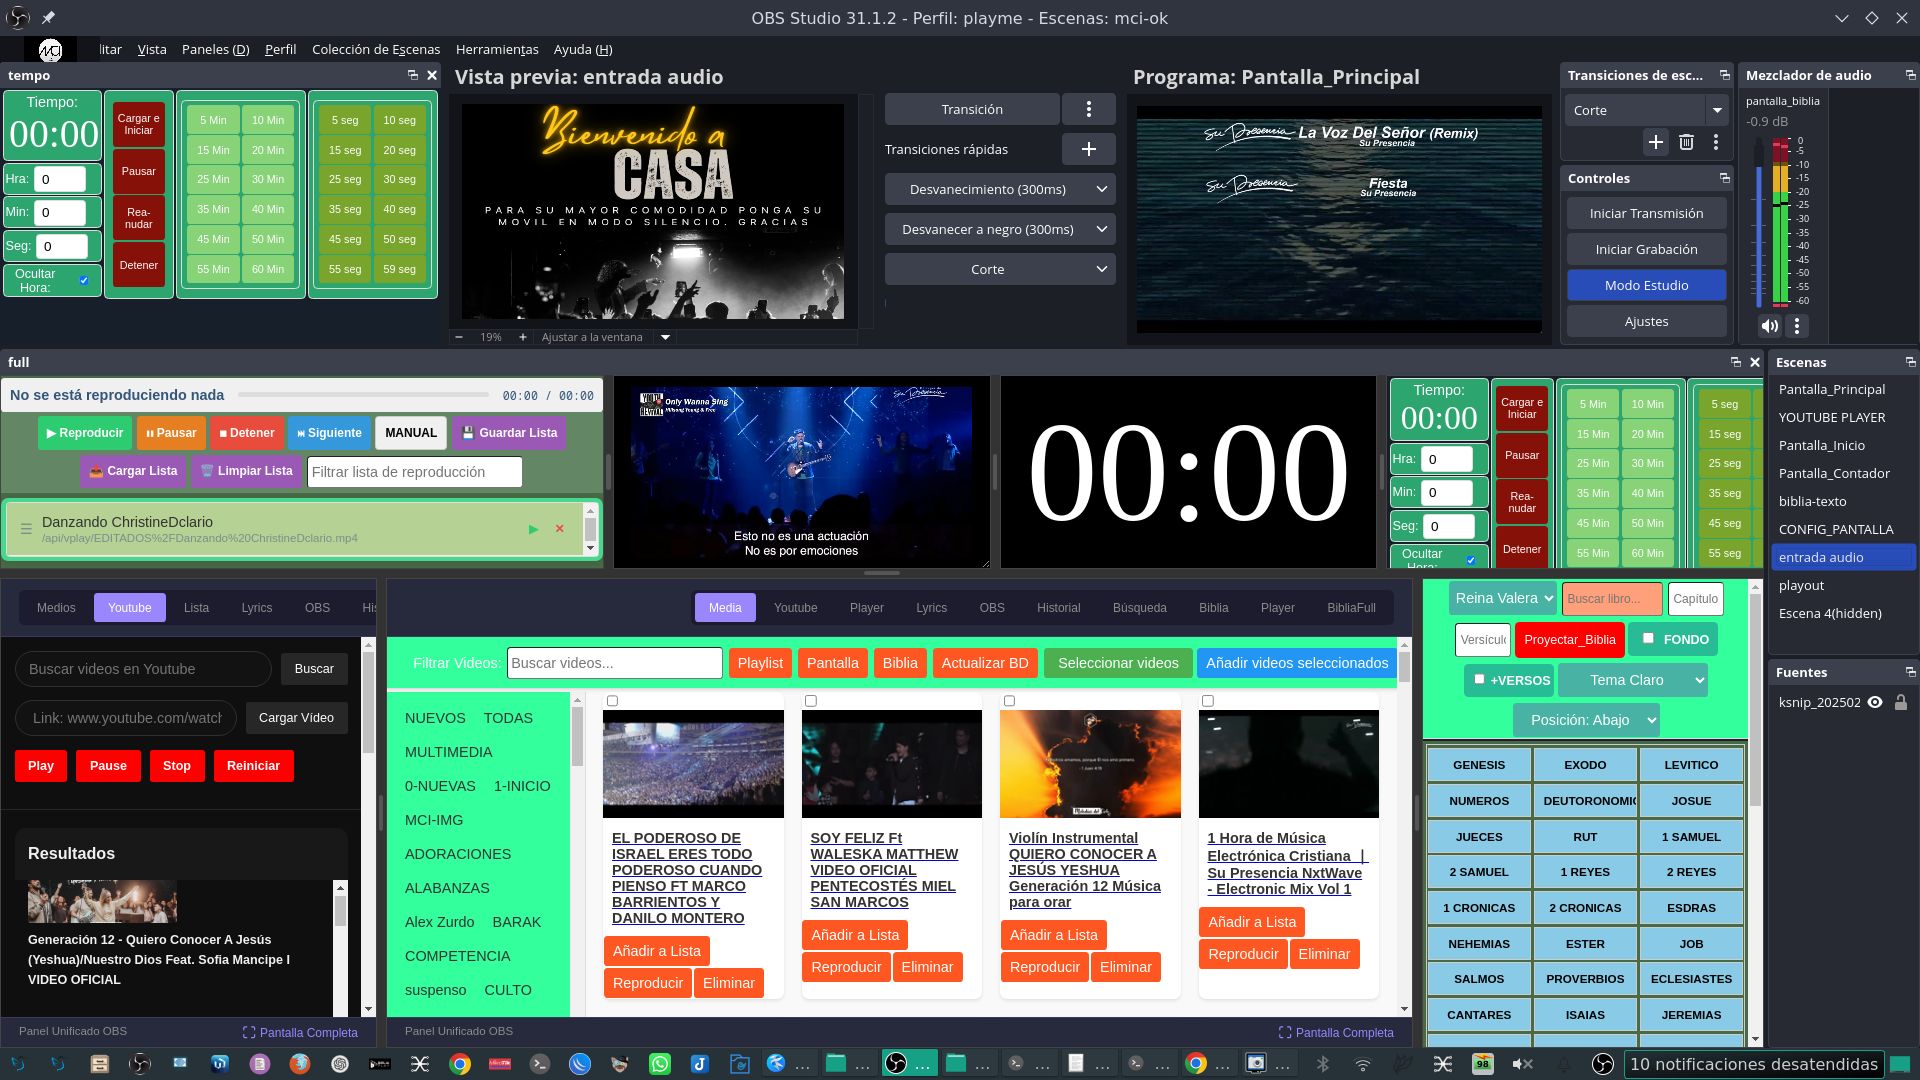 OBS Studio 31.1.2 - Perfil: playme - Escenas: mci-ok
itar Vista Paneles (D) Perfil Colección de Escenas Herramientas Ayuda (H)
tempo
Tiempo:
00:00
Hra: 0
Min: 0
Seg: 0
Ocultar
Hora:
Cargar e
Iniciar
Pausar
Rea-
nudar
Detener
5 Min 10 Min
15 Min 20 Min
25 Min 30 Min
35 Min 40 Min
45 Min 50 Min
55 Min 60 Min
5 seg 10 seg
15 seg 20 seg
25 seg 30 seg
35 seg 40 seg
45 seg 50 seg
55 seg 59 seg
Vista previa: entrada audio
Bienvenido a
CASA
PARA SU MAYOR COMODIDAD PONGA SU
MOVIL EN MODO SILENCIO. GRACIAS
19% Ajustar a la ventana
Transición
Transiciones rápidas
Desvanecimiento (300ms)
Desvanecer a negro (300ms)
Corte
Programa: Pantalla_Principal
Su Presencia La Voz Del Señor (Remix)
Su Presencia
Su Presencia Fiesta
Su Presencia
Transiciones de esc...
Corte
Controles
Iniciar Transmisión
Iniciar Grabación
Modo Estudio
Ajustes
Mezclador de audio
pantalla_biblia
-0.9 dB
0
-5
-10
-15
-20
-25
-30
-35
-40
-45
-50
-55
-60
full
No se está reproduciendo nada 00:00 / 00:00
Reproducir Pausar Detener Siguiente MANUAL Guardar Lista
Cargar Lista Limpiar Lista Filtrar lista de reproducción
Danzando ChristineDclario
/api/vplay/EDITADOS%2FDanzando%20ChristineDclario.mp4
Only Wanna Sing
Hillsong Young & Free
Su Presencia
Esto no es una actuación
No es por emociones
00:00
Tiempo:
00:00
Hra: 0
Min: 0
Seg: 0
Ocultar
Hora:
Cargar e
Iniciar
Pausar
Rea-
nudar
Detener
5 Min 10 Min
15 Min 20 Min
25 Min 30 Min
35 Min 40 Min
45 Min 50 Min
55 Min 60 Min
5 seg
15 seg
25 seg
35 seg
45 seg
55 seg
Escenas
Pantalla_Principal
YOUTUBE PLAYER
Pantalla_Inicio
Pantalla_Contador
biblia-texto
CONFIG_PANTALLA
entrada audio
playout
Escena 4(hidden)
Fuentes
ksnip_202502
Medios Youtube Lista Lyrics OBS His
Buscar videos en Youtube Buscar
Link: www.youtube.com/watch Cargar Vídeo
Play Pause Stop Reiniciar
Resultados
Generación 12 - Quiero Conocer A Jesús
(Yeshua)/Nuestro Dios Feat. Sofia Mancipe I
VIDEO OFICIAL
Panel Unificado OBS Pantalla Completa
Media Youtube Player Lyrics OBS Historial Búsqueda Biblia Player BibliaFull
Filtrar Videos: Buscar videos... Playlist Pantalla Biblia Actualizar BD Seleccionar videos Añadir videos seleccionados
NUEVOS TODAS
MULTIMEDIA
0-NUEVAS 1-INICIO
MCI-IMG
ADORACIONES
ALABANZAS
Alex Zurdo BARAK
COMPETENCIA
suspenso CULTO
EL PODEROSO DE
ISRAEL ERES TODO
PODEROSO CUANDO
PIENSO FT MARCO
BARRIENTOS Y
DANILO MONTERO
Añadir a Lista
Reproducir Eliminar
SOY FELIZ Ft
WALESKA MATTHEW
VIDEO OFICIAL
PENTECOSTÉS MIEL
SAN MARCOS
Añadir a Lista
Reproducir Eliminar
Violín Instrumental
QUIERO CONOCER A
JESÚS YESHUA
Generación 12 Música
para orar
Añadir a Lista
Reproducir Eliminar
1 Hora de Música
Electrónica Cristiana ｜
Su Presencia NxtWave
- Electronic Mix Vol 1
Añadir a Lista
Reproducir Eliminar
Panel Unificado OBS Pantalla Completa
Reina Valera Buscar libro... Capítulo
Versículo Proyectar_Biblia FONDO
+VERSOS Tema Claro
Posición: Abajo
GENESIS EXODO LEVITICO
NUMEROS DEUTORONOMIO JOSUE
JUECES RUT 1 SAMUEL
2 SAMUEL 1 REYES 2 REYES
1 CRONICAS 2 CRONICAS ESDRAS
NEHEMIAS ESTER JOB
SALMOS PROVERBIOS ECLESIASTES
CANTARES ISAIAS JEREMIAS
98
10 notificaciones desatendidas